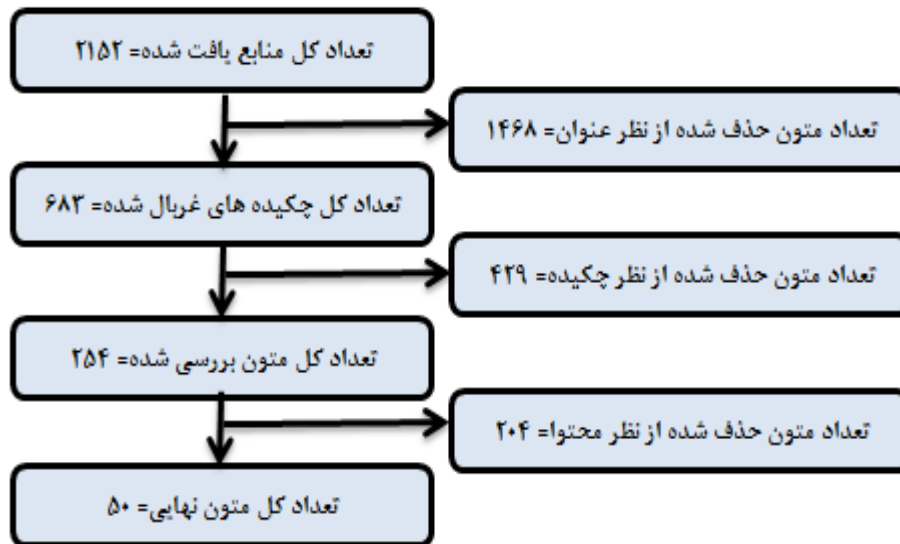 تعداد کل منابع یافت شده= ۲۱۵۲
تعداد متون حذف شده از نظر عنوان= ۱۴۶۸
تعداد کل چکیده های غربال شده= ۶۸۳
تعداد متون حذف شده از نظر چکیده= ۴۲۹
تعداد کل متون بررسی شده= ۲۵۴
تعداد متون حذف شده از نظر محتوا= ۲۰۴
تعداد کل متون نهایی= ۵۰